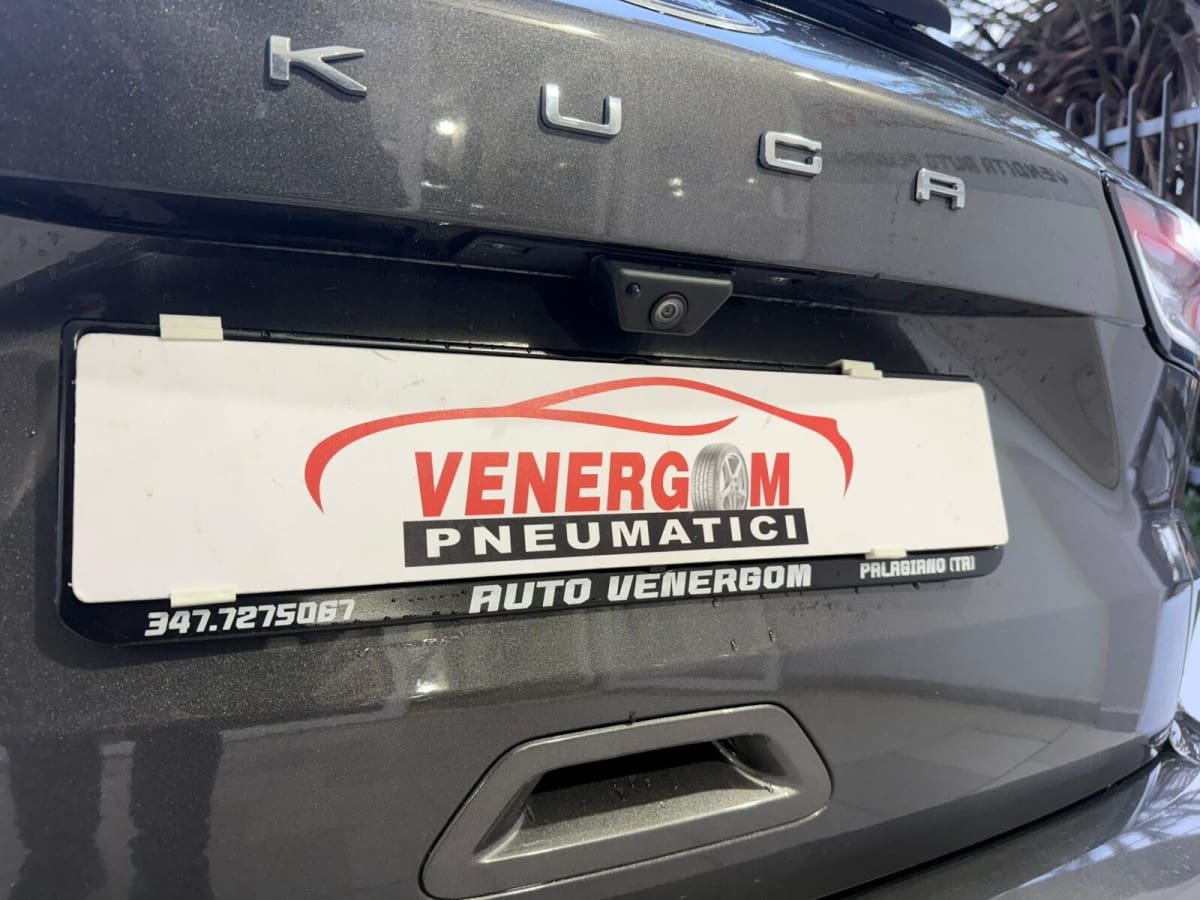 KUGA
VENERGOM
PNEUMATICI
347.7275067 AUTO VENERGOM PALAGIANO (TA)